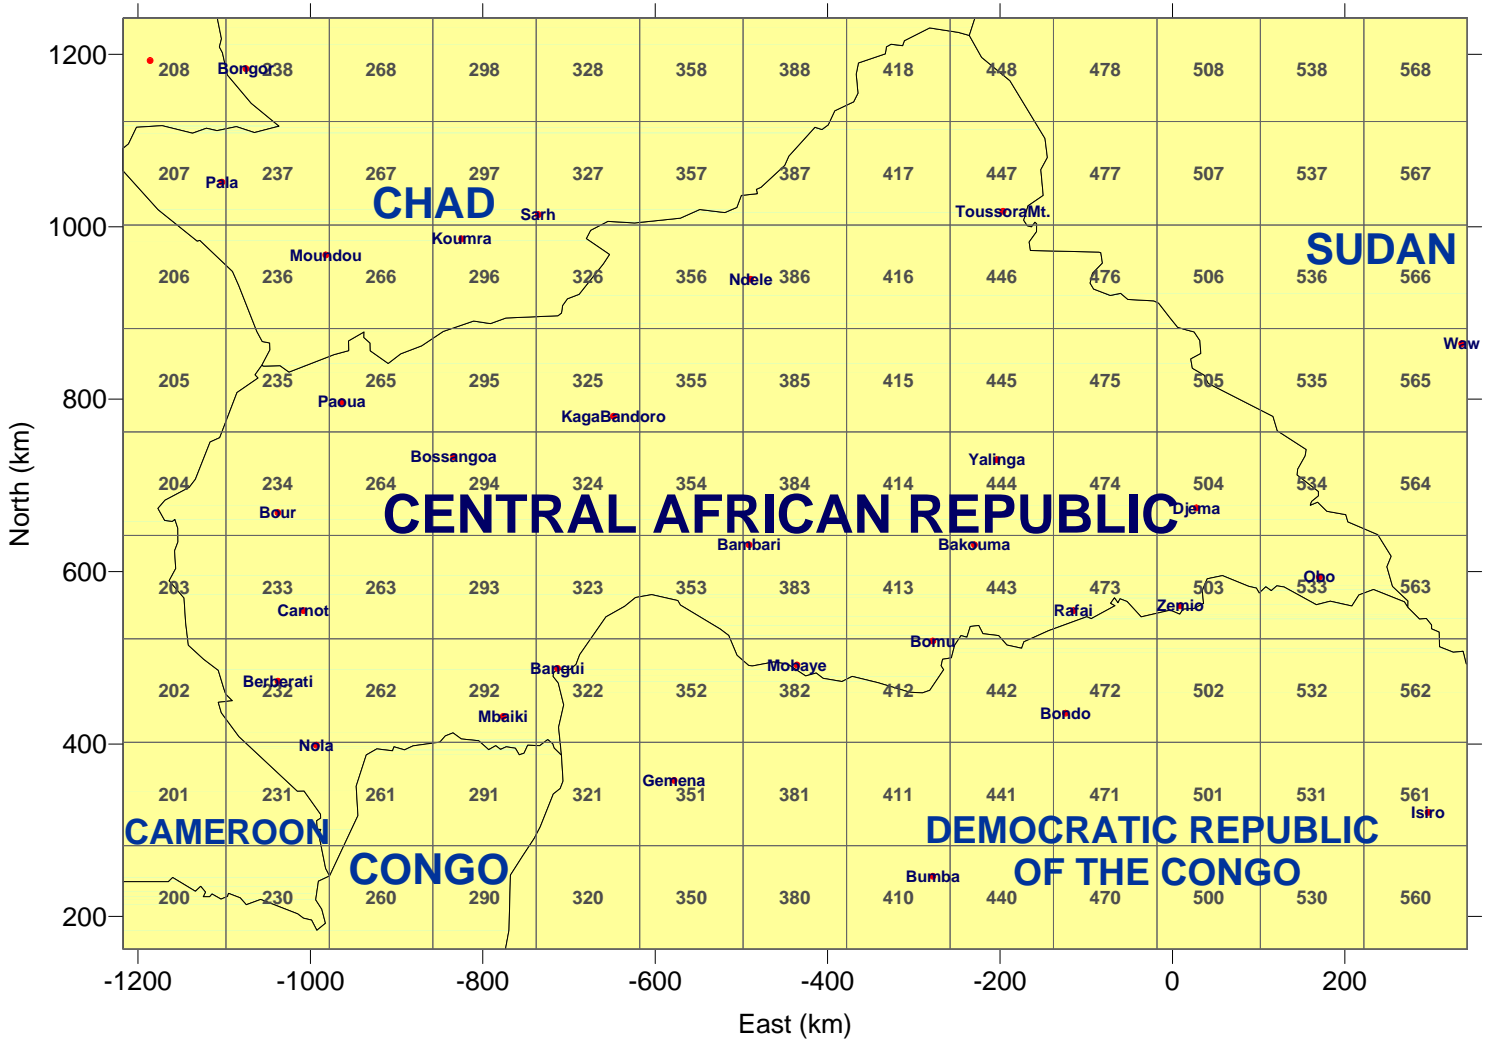 1200
208 Bongor 238 268 298 328 358 388 418 448 478 508 538 568
207 237 267 297 327 357 387 417 447 477 507 537 567
Pala
CHAD
Sarh
ToussoraMt.
1000
Koumra
Moundou
SUDAN
206 236 266 296 326 356 386 416 446 476 506 536 566
Ndele
Waw
205 235 265 295 325 355 385 415 445 475 505 535 565
800
Paoua
KagaBandoro
Bossangoa
Yalinga
204 234 264 294 324 354 384 414 444 474 504 534 564
Bour
CENTRAL AFRICAN REPUBLIC
Djema
Bambari
Bakouma
600
Obo
203 233 263 293 323 353 383 413 443 473 503 533 563
Carnot
Rafai
Zemio
Bomu
Bangui
Mobaye
Berberati
202 232 262 292 322 352 382 412 442 472 502 532 562
Mbaiki
Bondo
400
Nola
Gemena
201 231 261 291 321 351 381 411 441 471 501 531 561
Isiro
CAMEROON
DEMOCRATIC REPUBLIC
OF THE CONGO
CONGO
Bumba
200 230 260 290 320 350 380 410 440 470 500 530 560
200
-1200 -1000 -800 -600 -400 -200 0 200
East (km)
North (km)